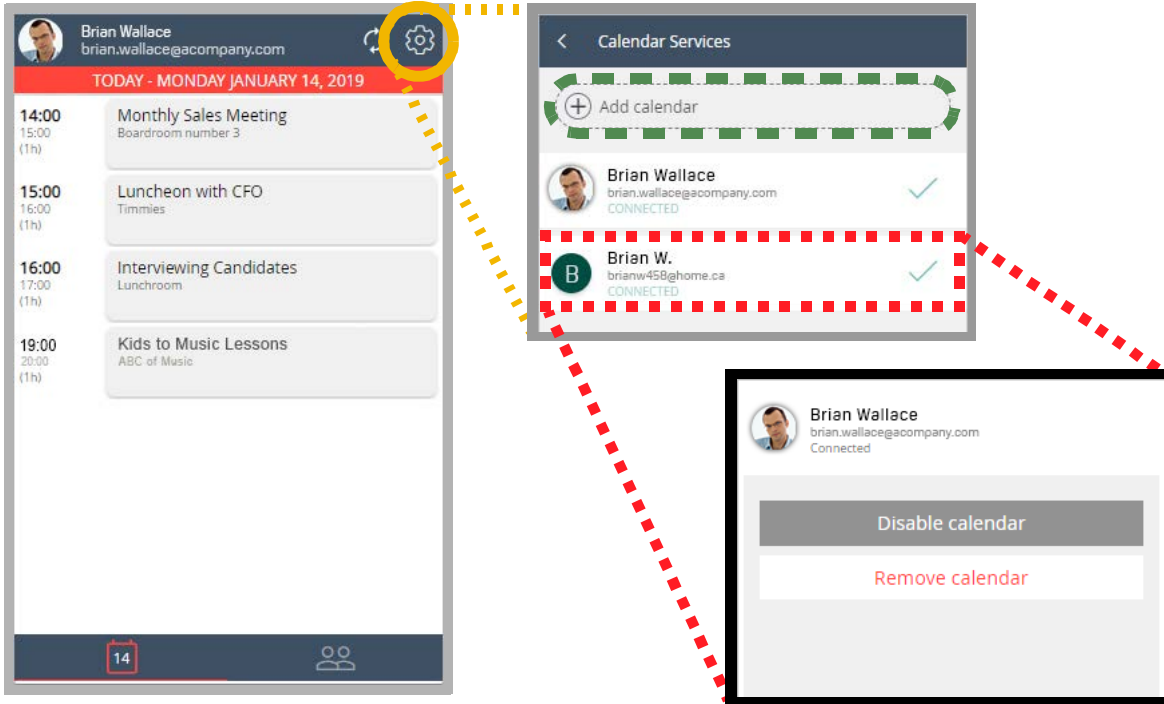 Brian Wallace
brian.wallace@acompany.com
TODAY - MONDAY JANUARY 14, 2019
14:00
15:00
(1h)
Monthly Sales Meeting
Boardroom number 3
15:00
16:00
(1h)
Luncheon with CFO
Timmies
16:00
17:00
(1h)
Interviewing Candidates
Lunchroom
19:00
20:00
(1h)
Kids to Music Lessons
ABC of Music
14
Calendar Services
Add calendar
Brian Wallace
brian.wallace@acompany.com
CONNECTED
B
Brian W.
brianw458@home.ca
CONNECTED
Brian Wallace
brian.wallace@acompany.com
Connected
Disable calendar
Remove calendar